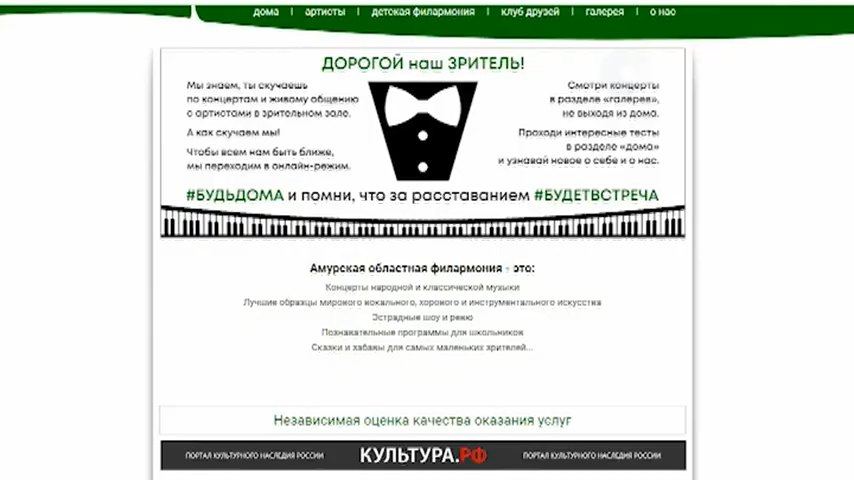 дома | артисты | детская филармония | клуб друзей | галерея | о нас
ДОРОГОЙ наш ЗРИТЕЛЬ!
Мы знаем, ты скучаешь
по концертам и живому общению
с артистами в зрительном зале.
А как скучаем мы!
Чтобы всем нам быть ближе,
мы переходим в онлайн-режим.
Смотри концерты
в разделе «галерея»,
не выходя из дома.
Проходи интересные тесты
в разделе «дома»
и узнавай новое о себе и о нас.
#БУДЬДОМА и помни, что за расставанием #БУДЕТВСТРЕЧА
Амурская областная филармония - это:
Концерты народной и классической музыки
Лучшие образцы мирового вокального, хорового и инструментального искусства
Эстрадные шоу и ревю
Познавательные программы для школьников
Сказки и забавы для самых маленьких зрителей...
Независимая оценка качества оказания услуг
ПОРТАЛ КУЛЬТУРНОГО НАСЛЕДИЯ РОССИИ КУЛЬТУРА.РФ ПОРТАЛ КУЛЬТУРНОГО НАСЛЕДИЯ РОССИИ